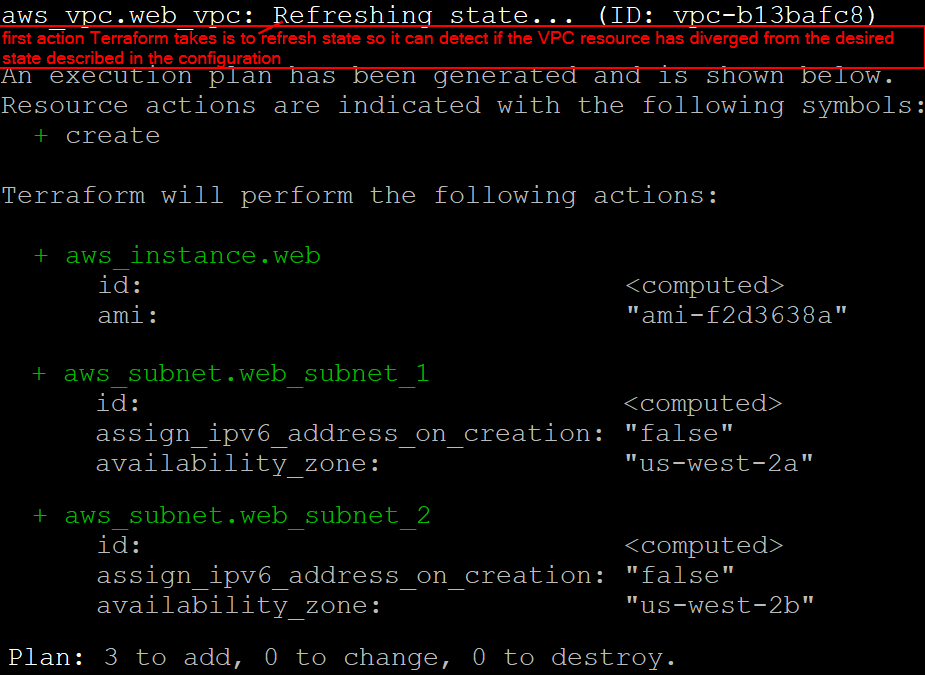 aws_vpc.web_vpc: Refreshing state... (ID: vpc-b13bafc8)
first action Terraform takes is to refresh state so it can detect if the VPC resource has diverged from the desired
state described in the configuration
An execution plan has been generated and is shown below.
Resource actions are indicated with the following symbols:
+ create
Terraform will perform the following actions:
+ aws_instance.web
id: <computed>
ami: "ami-f2d3638a"
+ aws_subnet.web_subnet_1
id: <computed>
assign_ipv6_address_on_creation: "false"
availability_zone: "us-west-2a"
+ aws_subnet.web_subnet_2
id: <computed>
assign_ipv6_address_on_creation: "false"
availability_zone: "us-west-2b"
Plan: 3 to add, 0 to change, 0 to destroy.